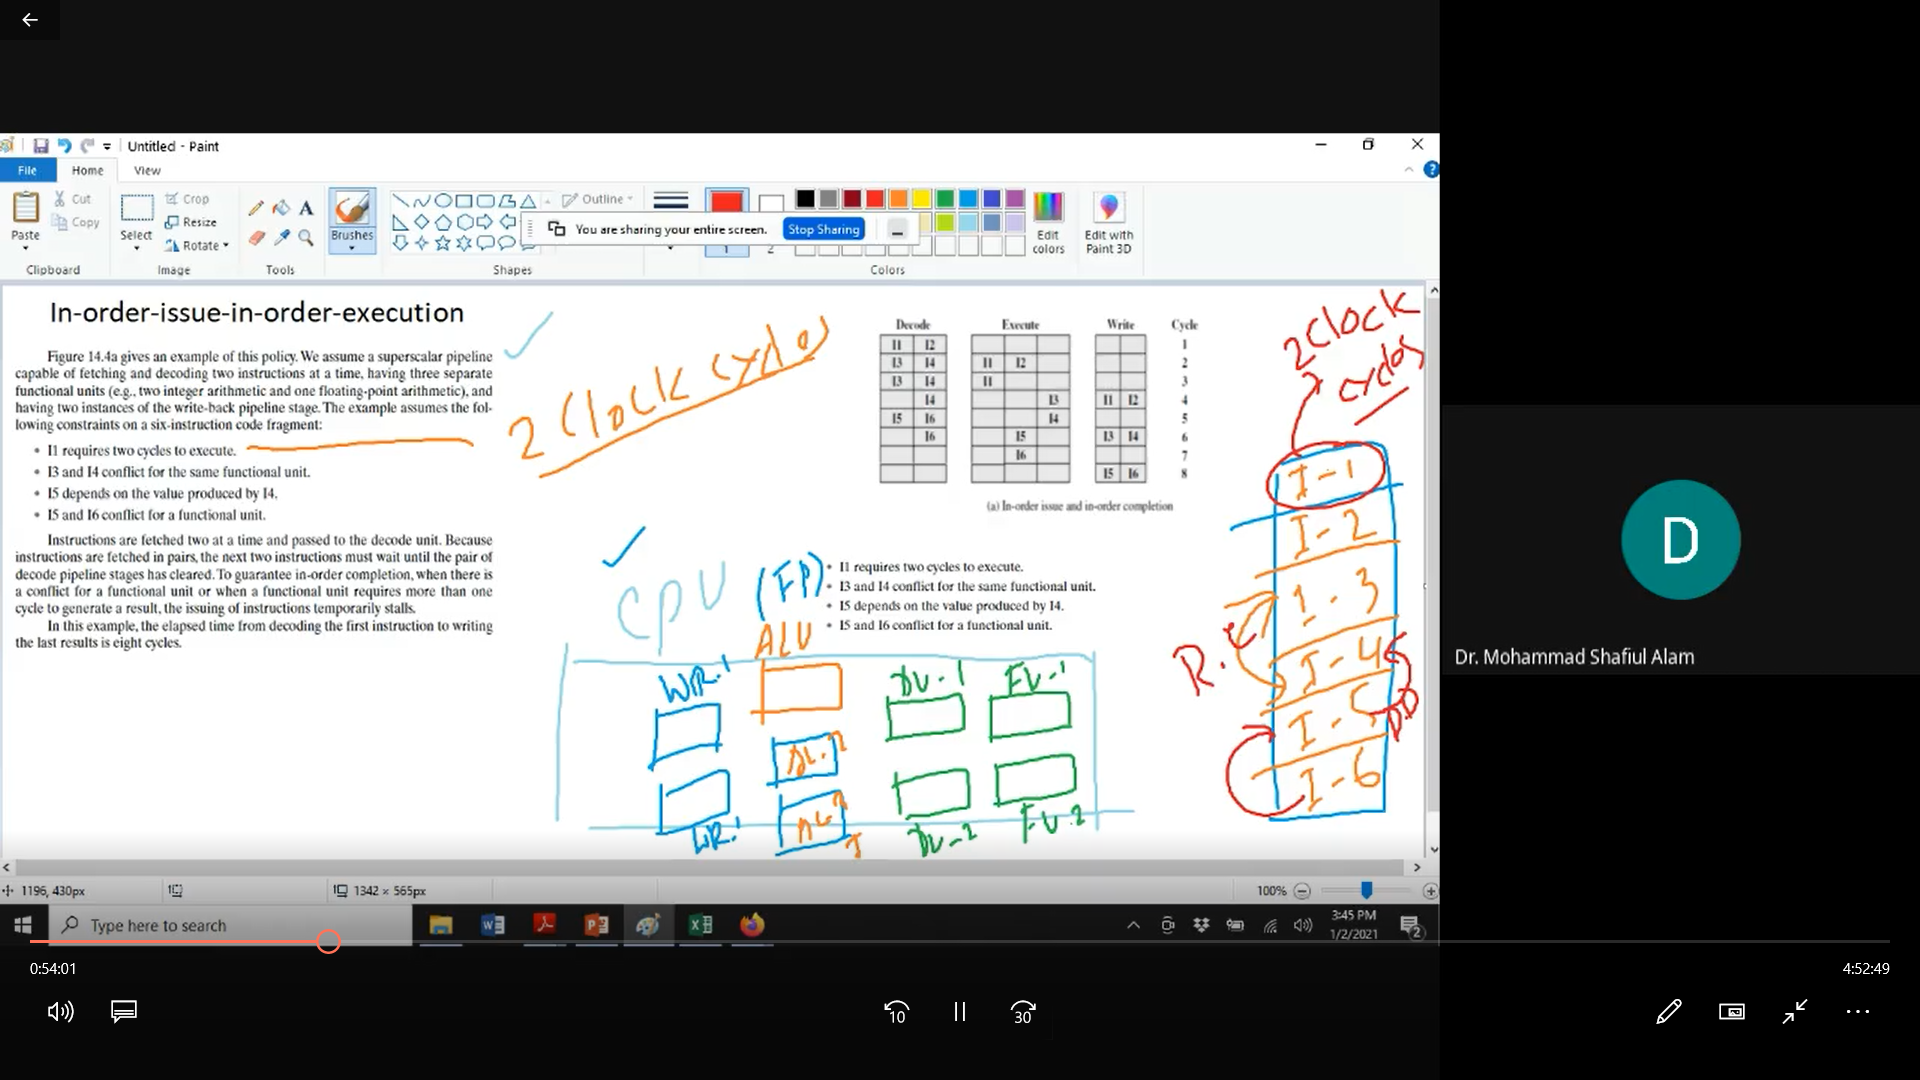 Untitled - Paint
File Home View
Cut
Copy
Paste
Clipboard
Crop
Resize
Rotate
Select
Image
Tools
A
Brushes
Outline
Shapes
You are sharing your entire screen. Stop Sharing
1 2
Colors
Edit colors
Edit with Paint 3D
In-order-issue-in-order-execution
Figure 14.4a gives an example of this policy. We assume a superscalar pipeline
capable of fetching and decoding two instructions at a time, having three separate
functional units (e.g., two integer arithmetic and one floating-point arithmetic), and
having two instances of the write-back pipeline stage. The example assumes the fol-
lowing constraints on a six-instruction code fragment:
• I1 requires two cycles to execute.
• I3 and I4 conflict for the same functional unit.
• I5 depends on the value produced by I4.
• I5 and I6 conflict for a functional unit.
Instructions are fetched two at a time and passed to the decode unit. Because
instructions are fetched in pairs, the next two instructions must wait until the pair of
decode pipeline stages has cleared. To guarantee in-order completion, when there is
a conflict for a functional unit or when a functional unit requires more than one
cycle to generate a result, the issuing of instructions temporarily stalls.
In this example, the elapsed time from decoding the first instruction to writing
the last results is eight cycles.
2 Clock cycles
Decode Execute Write Cycle
I1 I2 1
I3 I4 I1 I2 2
I3 I4 I1 3
I4 I3 I1 I2 4
I5 I6 I4 5
I6 I5 I3 I4 6
I6 7
I5 I6 8
(a) In-order issue and in-order completion
CPU
(FP)
ALU
• I1 requires two cycles to execute.
• I3 and I4 conflict for the same functional unit.
• I5 depends on the value produced by I4.
• I5 and I6 conflict for a functional unit.
WR.1
DU-1
FU-1
WR.1
DU-2
FU-2
2 Clock
cycles
I-1
I-2
I-3
I-4
I-5
I-6
R.C
DD
1196, 430px
1342 × 565px
100%
Type here to search
3:45 PM
1/2/2021
2
0:54:01
4:52:49
10
30
D
Dr. Mohammad Shafiul Alam